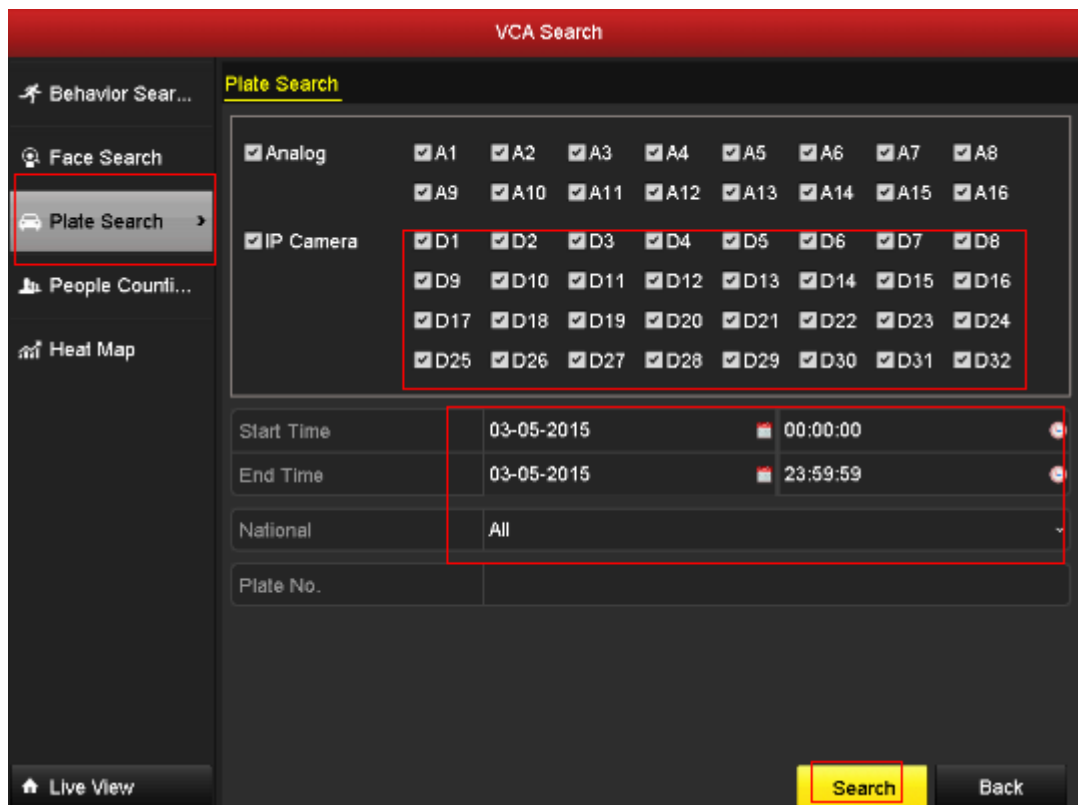 VCA Search
Behavior Sear...
Face Search
Plate Search
People Counti...
Heat Map
Live View
Plate Search
Analog A1 A2 A3 A4 A5 A6 A7 A8
A9 A10 A11 A12 A13 A14 A15 A16
IP Camera D1 D2 D3 D4 D5 D6 D7 D8
D9 D10 D11 D12 D13 D14 D15 D16
D17 D18 D19 D20 D21 D22 D23 D24
D25 D26 D27 D28 D29 D30 D31 D32
Start Time 03-05-2015 00:00:00
End Time 03-05-2015 23:59:59
National All
Plate No.
Search Back